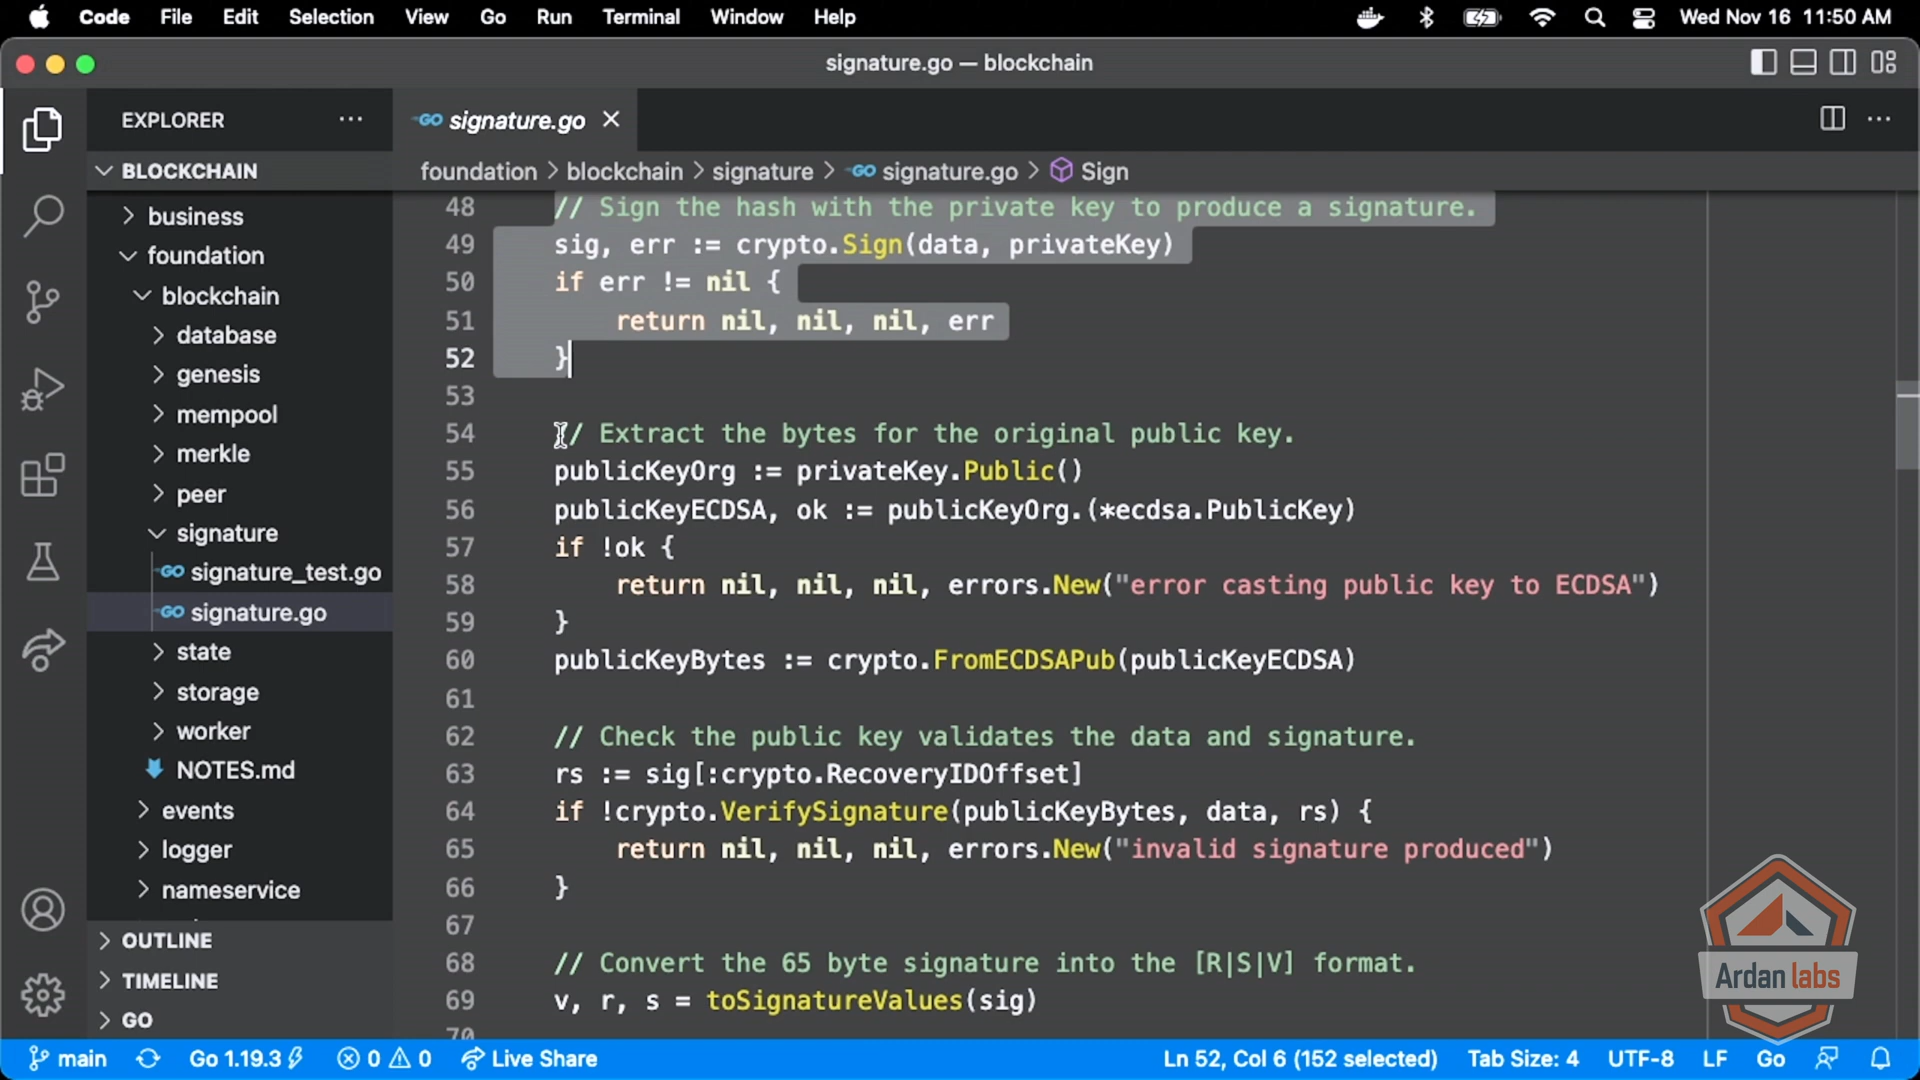 Code File Edit Selection View Go Run Terminal Window Help Wed Nov 16 11:50 AM
signature.go — blockchain
EXPLORER
signature.go
BLOCKCHAIN
foundation > blockchain > signature > signature.go > Sign
business
foundation
blockchain
database
genesis
mempool
merkle
peer
signature
signature_test.go
signature.go
state
storage
worker
NOTES.md
events
logger
nameservice
OUTLINE
TIMELINE
GO
48 // Sign the hash with the private key to produce a signature.
49 sig, err := crypto.Sign(data, privateKey)
50 if err != nil {
51 return nil, nil, nil, err
52 }
53
54 // Extract the bytes for the original public key.
55 publicKeyOrg := privateKey.Public()
56 publicKeyECDSA, ok := publicKeyOrg.(*ecdsa.PublicKey)
57 if !ok {
58 return nil, nil, nil, errors.New("error casting public key to ECDSA")
59 }
60 publicKeyBytes := crypto.FromECDSAPub(publicKeyECDSA)
61
62 // Check the public key validates the data and signature.
63 rs := sig[:crypto.RecoveryIDOffset]
64 if !crypto.VerifySignature(publicKeyBytes, data, rs) {
65 return nil, nil, nil, errors.New("invalid signature produced")
66 }
67
68 // Convert the 65 byte signature into the [R|S|V] format.
69 v, r, s = toSignatureValues(sig)
70
Ardan labs
main Go 1.19.3 0 0 Live Share Ln 52, Col 6 (152 selected) Tab Size: 4 UTF-8 LF Go